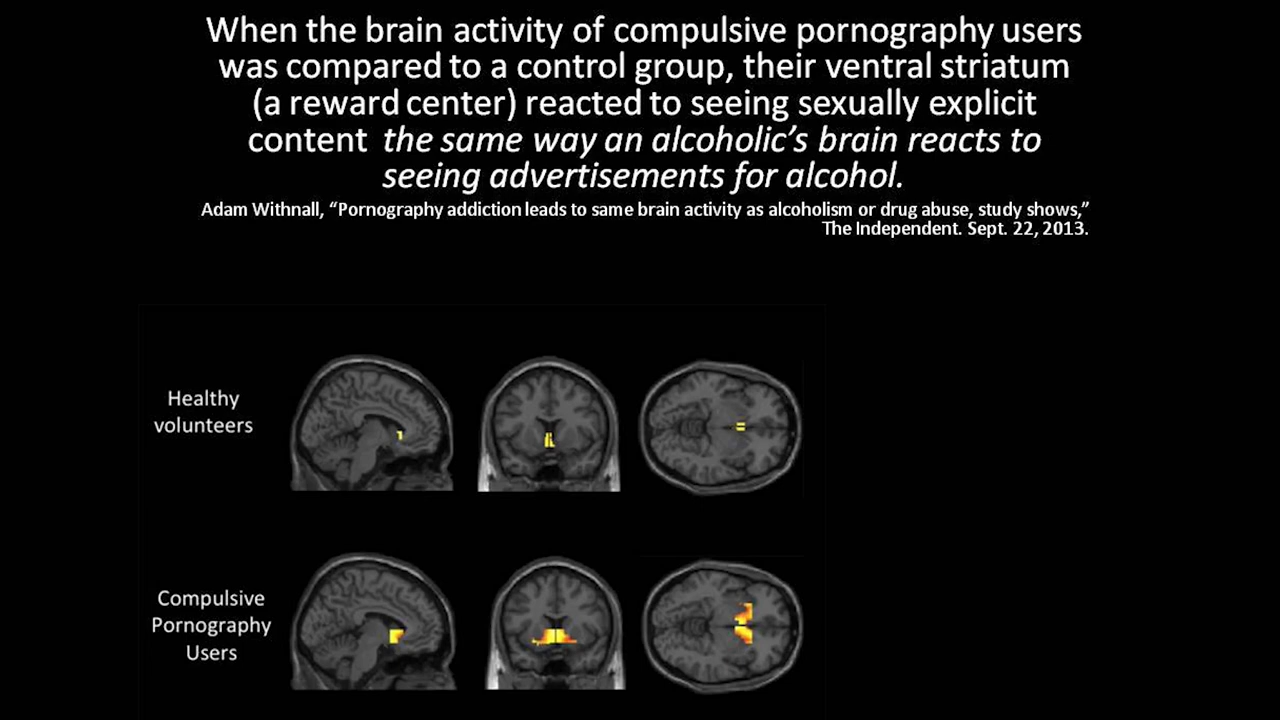 When the brain activity of compulsive pornography users
was compared to a control group, their ventral striatum
(a reward center) reacted to seeing sexually explicit
content the same way an alcoholic’s brain reacts to
seeing advertisements for alcohol.
Adam Withnall, “Pornography addiction leads to same brain activity as alcoholism or drug abuse, study shows,”
The Independent. Sept. 22, 2013.
Healthy
volunteers
Compulsive
Pornography
Users